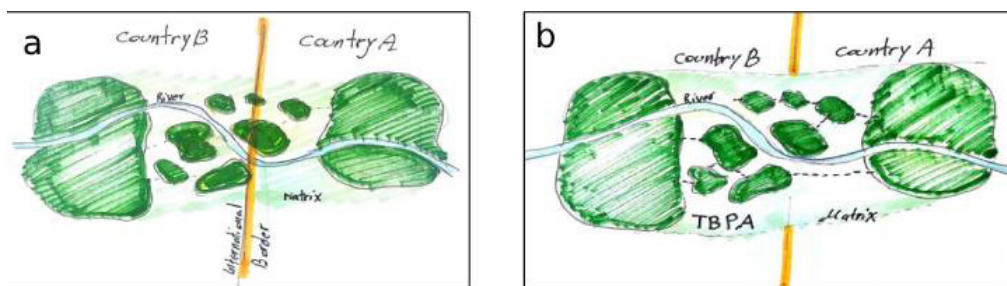 a
Country B
Country A
River
Matrix
International
Border
b
Country B
Country A
River
TBPA
Matrix